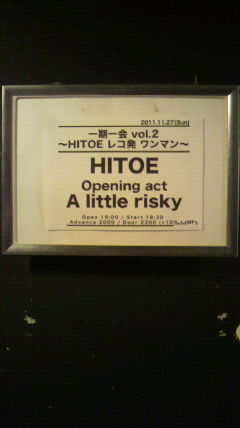 2011.11.27(Sun)
一期一会 vol.2
〜HITOE レコ発 ワンマン〜
HITOE
Opening act
A little risky
Open 19:00 / Start 19:30
Advance 2000 / Door 2300 (+1D)